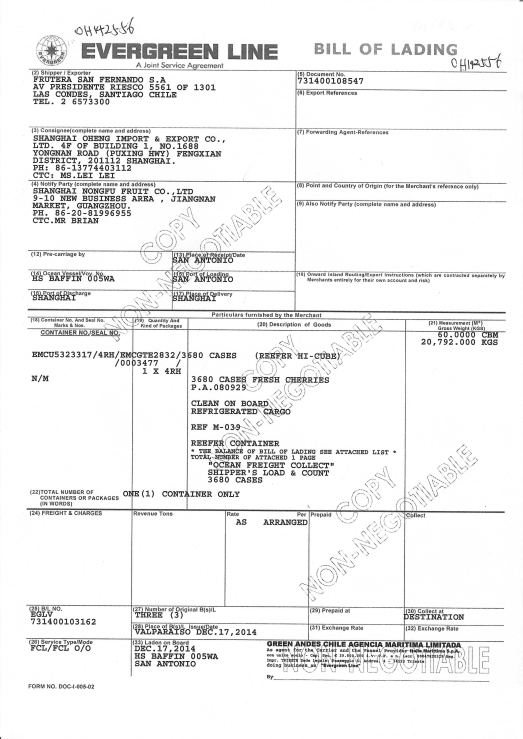 OH142556
EVERGREEN LINE
A Joint Service Agreement
BILL OF LADING
OH142556
(2) Shipper / Exporter
FRUTERA SAN FERNANDO S.A
AV PRESIDENTE RIESCO 5561 OF 1301
LAS CONDES, SANTIAGO CHILE
TEL. 2 6573300
(5) Document No.
731400108547
(6) Export References
(3) Consignee(complete name and address)
SHANGHAI OHENG IMPORT & EXPORT CO.,
LTD. 4F OF BUILDING 1, NO.1688
YONGNAN ROAD (PUXING HWY) FENGXIAN
DISTRICT, 201112 SHANGHAI.
PH: 86-13774403112
CTC: MS.LEI LEI
(7) Forwarding Agent-References
(4) Notify Party (complete name and address)
SHANGHAI NONGFU FRUIT CO.,LTD
9-10 NEW BUSINESS AREA , JIANGNAN
MARKET, GUANGZHOU.
PH. 86-20-81996955
CTC.MR BRIAN
(8) Point and Country of Origin (for the Merchant's reference only)
(9) Also Notify Party (complete name and address)
(12) Pre-carriage by
(13) Place of Receipt/Date
SAN ANTONIO
(14) Ocean Vessel/Voy. No.
HS BAFFIN 005WA
(15) Port of Loading
SAN ANTONIO
(10) Onward Inland Routing/Export Instructions (which are contracted separately by
Merchants entirely for their own account and risk)
(16) Port of Discharge
SHANGHAI
(17) Place of Delivery
SHANGHAI
COPY
NON-NEGOTIABLE
Particulars furnished by the Merchant
(18) Container No. And Seal No.
Marks & Nos.
(19) Quantity And
Kind of Packages
(20) Description of Goods
(21) Measurement (M³)
Gross Weight (KGS)
CONTAINER NO./SEAL NO.
60.0000 CBM
20,792.000 KGS
EMCU5323317/4RH/EMCGTE2832/3680 CASES (REEFER HI-CUBE)
/0003477 /
1 X 4RH
N/M
3680 CASES FRESH CHERRIES
P.A.080929
CLEAN ON BOARD
REFRIGERATED CARGO
REF M-039
REEFER CONTAINER
* THE BALANCE OF BILL OF LADING SEE ATTACHED LIST *
TOTAL NUMBER OF ATTACHED 1 PAGE
"OCEAN FREIGHT COLLECT"
SHIPPER'S LOAD & COUNT
3680 CASES
COPY
NON-NEGOTIABLE
(22)TOTAL NUMBER OF
CONTAINERS OR PACKAGES
(IN WORDS)
ONE(1) CONTAINER ONLY
(24) FREIGHT & CHARGES
Revenue Tons
Rate
Per
Prepaid
Collect
AS ARRANGED
COPY
NON-NEGOTIABLE
(25) B/L NO.
EGLV
731400103162
(27) Number of Original B(s)/L
THREE (3)
(29) Prepaid at
(30) Collect at
DESTINATION
(28) Place of B(s)/L Issue/Date
VALPARAISO DEC.17,2014
(31) Exchange Rate
(32) Exchange Rate
(26) Service Type/Mode
FCL/FCL O/O
(33) Laden on Board
DEC.17,2014
HS BAFFIN 005WA
SAN ANTONIO
GREEN ANDES CHILE AGENCIA MARITIMA LIMITADA
As agent for the Carrier and the Vessel Provider Italia Marittima S.p.A.
doing business as "Evergreen Line"
By
FORM NO. DOC-I-005-02